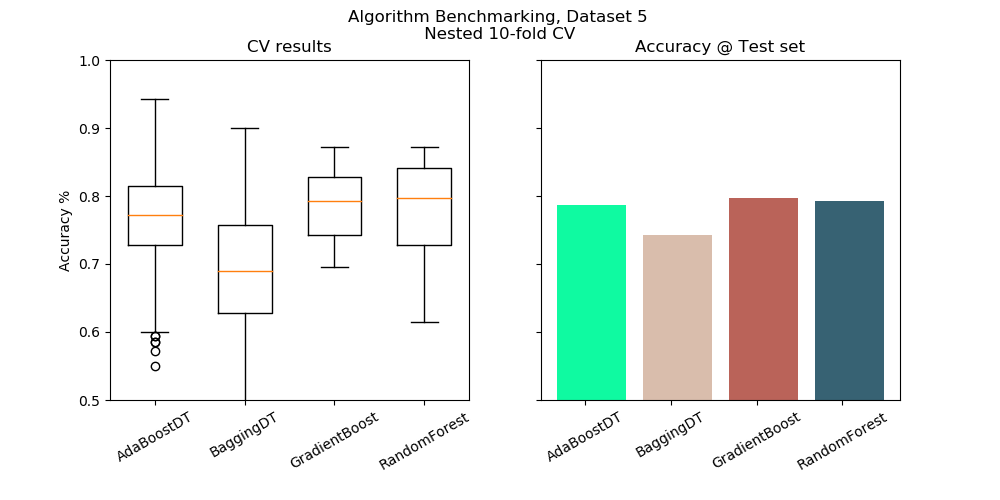 Algorithm Benchmarking, Dataset 5
Nested 10-fold CV
CV results
Accuracy %
1.0
0.9
0.8
0.7
0.6
0.5
AdaBoostDT
BaggingDT
GradientBoost
RandomForest
Accuracy @ Test set
AdaBoostDT
BaggingDT
GradientBoost
RandomForest